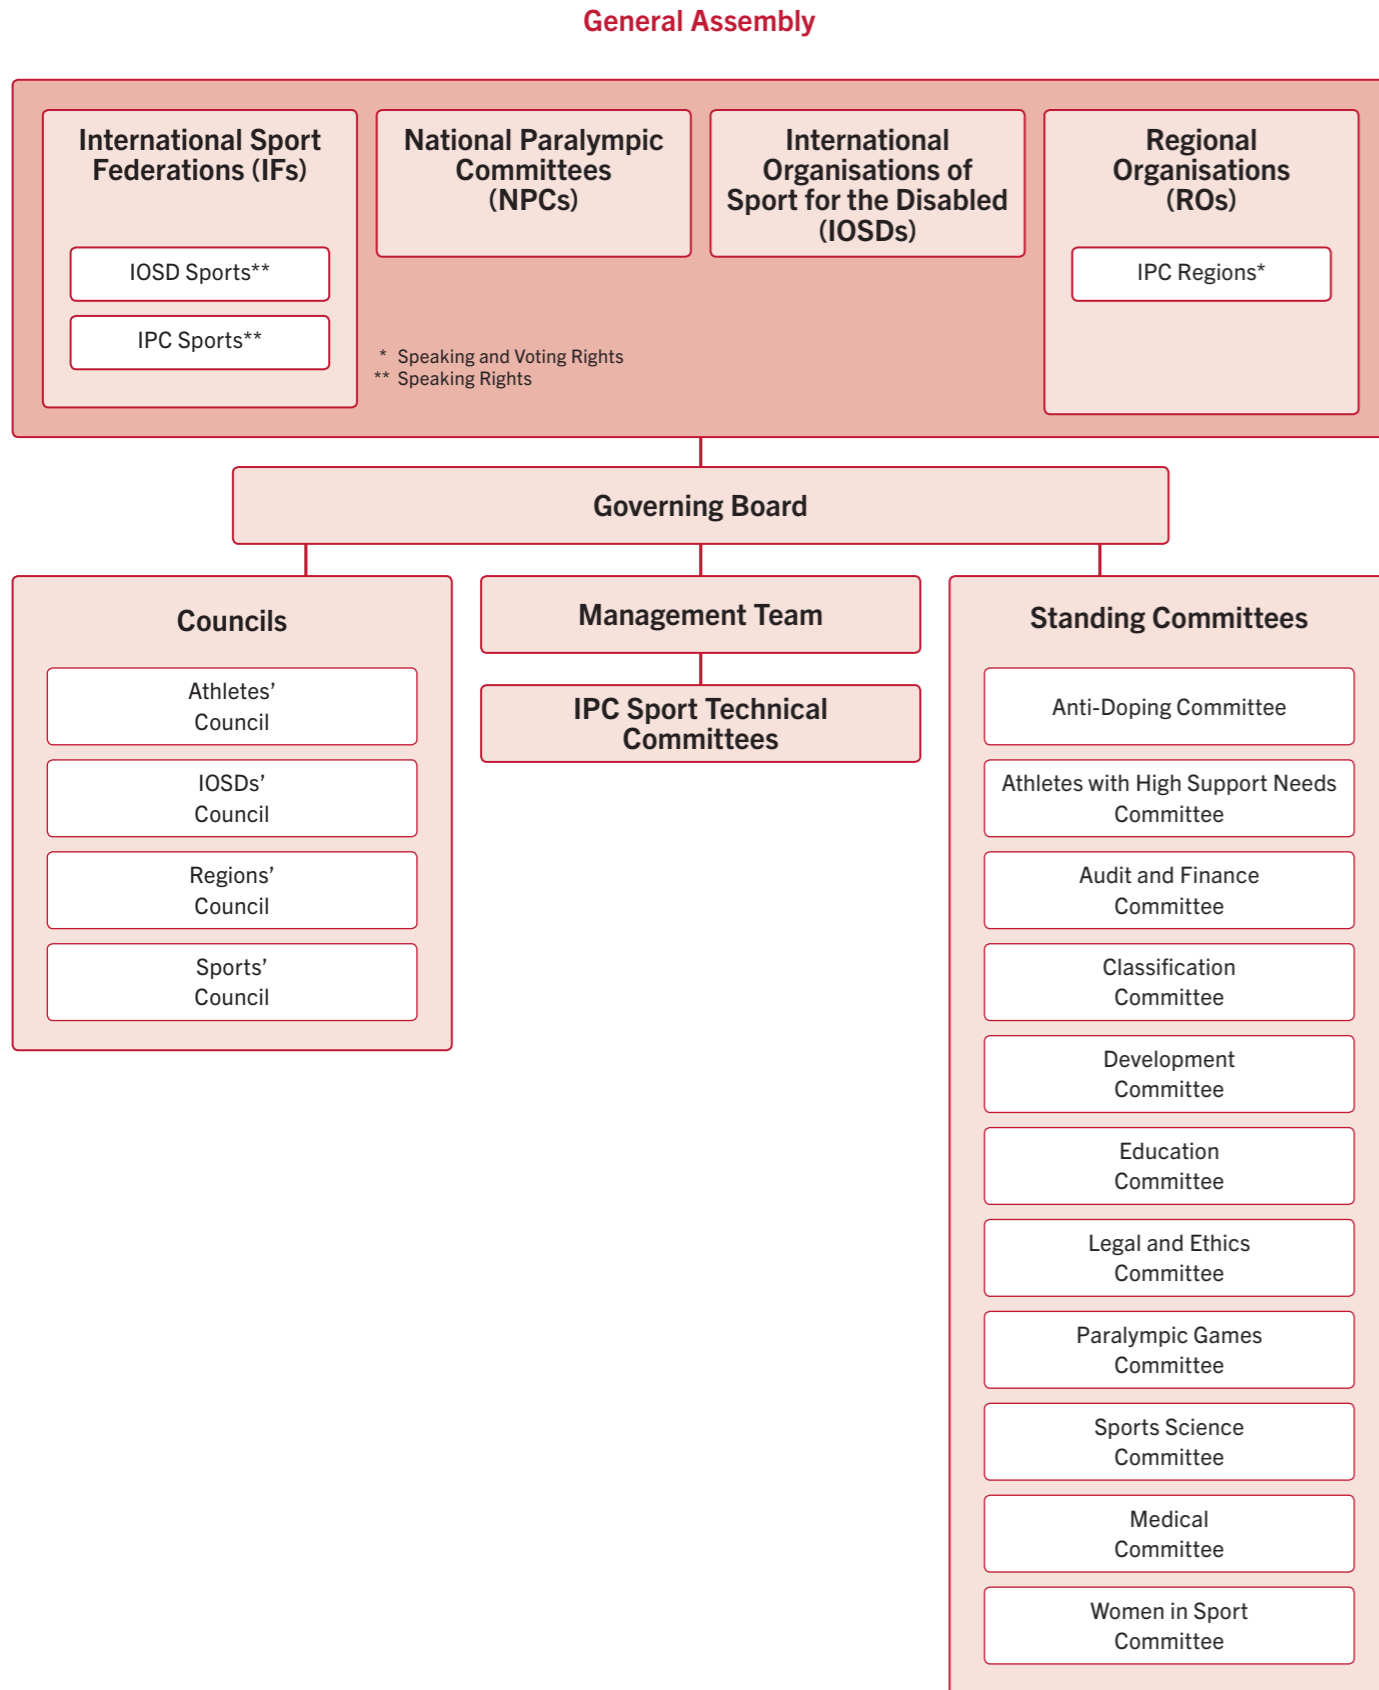 General Assembly
International Sport
Federations (IFs)
IOSD Sports**
IPC Sports**
National Paralympic
Committees
(NPCs)
International
Organisations of
Sport for the Disabled
(IOSDs)
Regional
Organisations
(ROs)
IPC Regions*
* Speaking and Voting Rights
** Speaking Rights
Governing Board
Councils
Athletes’
Council
IOSDs’
Council
Regions’
Council
Sports’
Council
Management Team
IPC Sport Technical
Committees
Standing Committees
Anti-Doping Committee
Athletes with High Support Needs
Committee
Audit and Finance
Committee
Classification
Committee
Development
Committee
Education
Committee
Legal and Ethics
Committee
Paralympic Games
Committee
Sports Science
Committee
Medical
Committee
Women in Sport
Committee